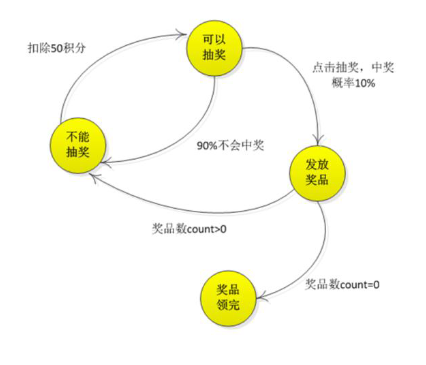 可以
抽奖
扣除50积分
点击抽奖，中奖
概率10%
不能
抽奖
90%不会中奖
发放
奖品
奖品数count>0
奖品
领完
奖品数count=0